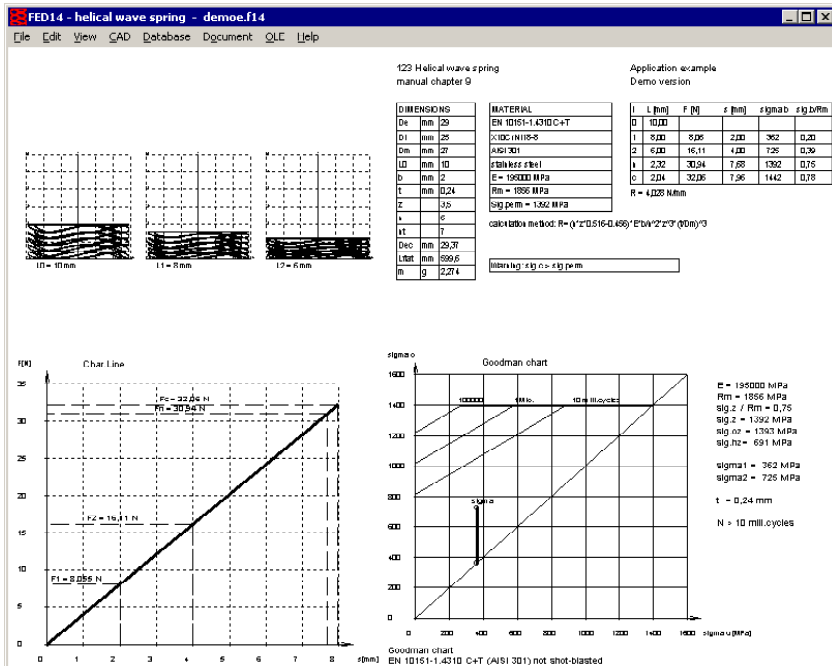 FED14 - helical wave spring - demoe.f14
File Edit View CAD Database Document OLE Help
123 Helical wave spring
manual chapter 9
Application example
Demo version
DIMENSIONS
De mm 29
Di mm 25
Dm mm 27
L0 mm 10
b mm 2
t mm 0,24
z 3,5
n 6
nt 7
Dec mm 29,37
Lflat mm 599,6
m g 2,274
MATERIAL
EN 10151-1.4310 C+T
X10CrNi18-8
AISI 301
stainless steel
E = 195000 MPa
Rm = 1856 MPa
Sig.perm = 1392 MPa
i L [mm] F [N] s [mm] sigma b sig.b/Rm
0 10,00
1 8,00 8,06 2,00 362 0,20
2 6,00 16,11 4,00 725 0,39
n 2,32 30,94 7,68 1392 0,75
c 2,04 32,06 7,96 1442 0,78
R = 4,028 N/mm
calculation method: R= (n*z*0.516-0.456)* E*b/n^2*z^3* (t/Dm)^3
Warning: sig.c > sig.perm
L0 = 10 mm
L1 = 8 mm
L2 = 6 mm
F[N]
Char Line
35
30
25
20
15
10
5
0
Fc = 32,06 N
Fn = 30,94 N
F2 = 16,11 N
F1 = 8,055 N
0 1 2 3 4 5 6 7 8 s[mm]
sigma o
Goodman chart
1600
1400
1200
1000
800
600
400
200
0
100000 1 Mio. 10 mill.cycles
sigma
200 400 600 800 1000 1200 1400 1600 sigma u [MPa]
E = 195000 MPa
Rm = 1856 MPa
sig.z / Rm = 0,75
sig.z = 1392 MPa
sig.oz = 1393 MPa
sig.hz= 691 MPa
sigma1 = 362 MPa
sigma2 = 725 MPa
t = 0,24 mm
N > 10 mill.cycles
Goodman chart
EN 10151-1.4310 C+T (AISI 301) not shot-blasted